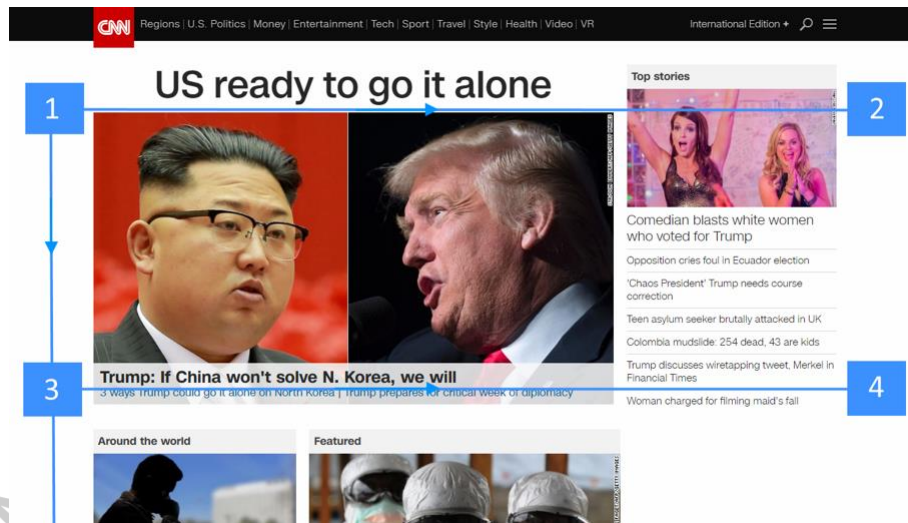 CNN Regions | U.S. Politics | Money | Entertainment | Tech | Sport | Travel | Style | Health | Video | VR International Edition +
US ready to go it alone
1
2
Trump: If China won't solve N. Korea, we will
3 ways Trump could go it alone on North Korea | Trump prepares for critical week of diplomacy
3
4
Top stories
Comedian blasts white women
who voted for Trump
Opposition cries foul in Ecuador election
'Chaos President' Trump needs course
correction
Teen asylum seeker brutally attacked in UK
Colombia mudslide: 254 dead, 43 are kids
Trump discusses wiretapping tweet, Merkel in
Financial Times
Woman charged for filming maid's fall
Around the world
Featured